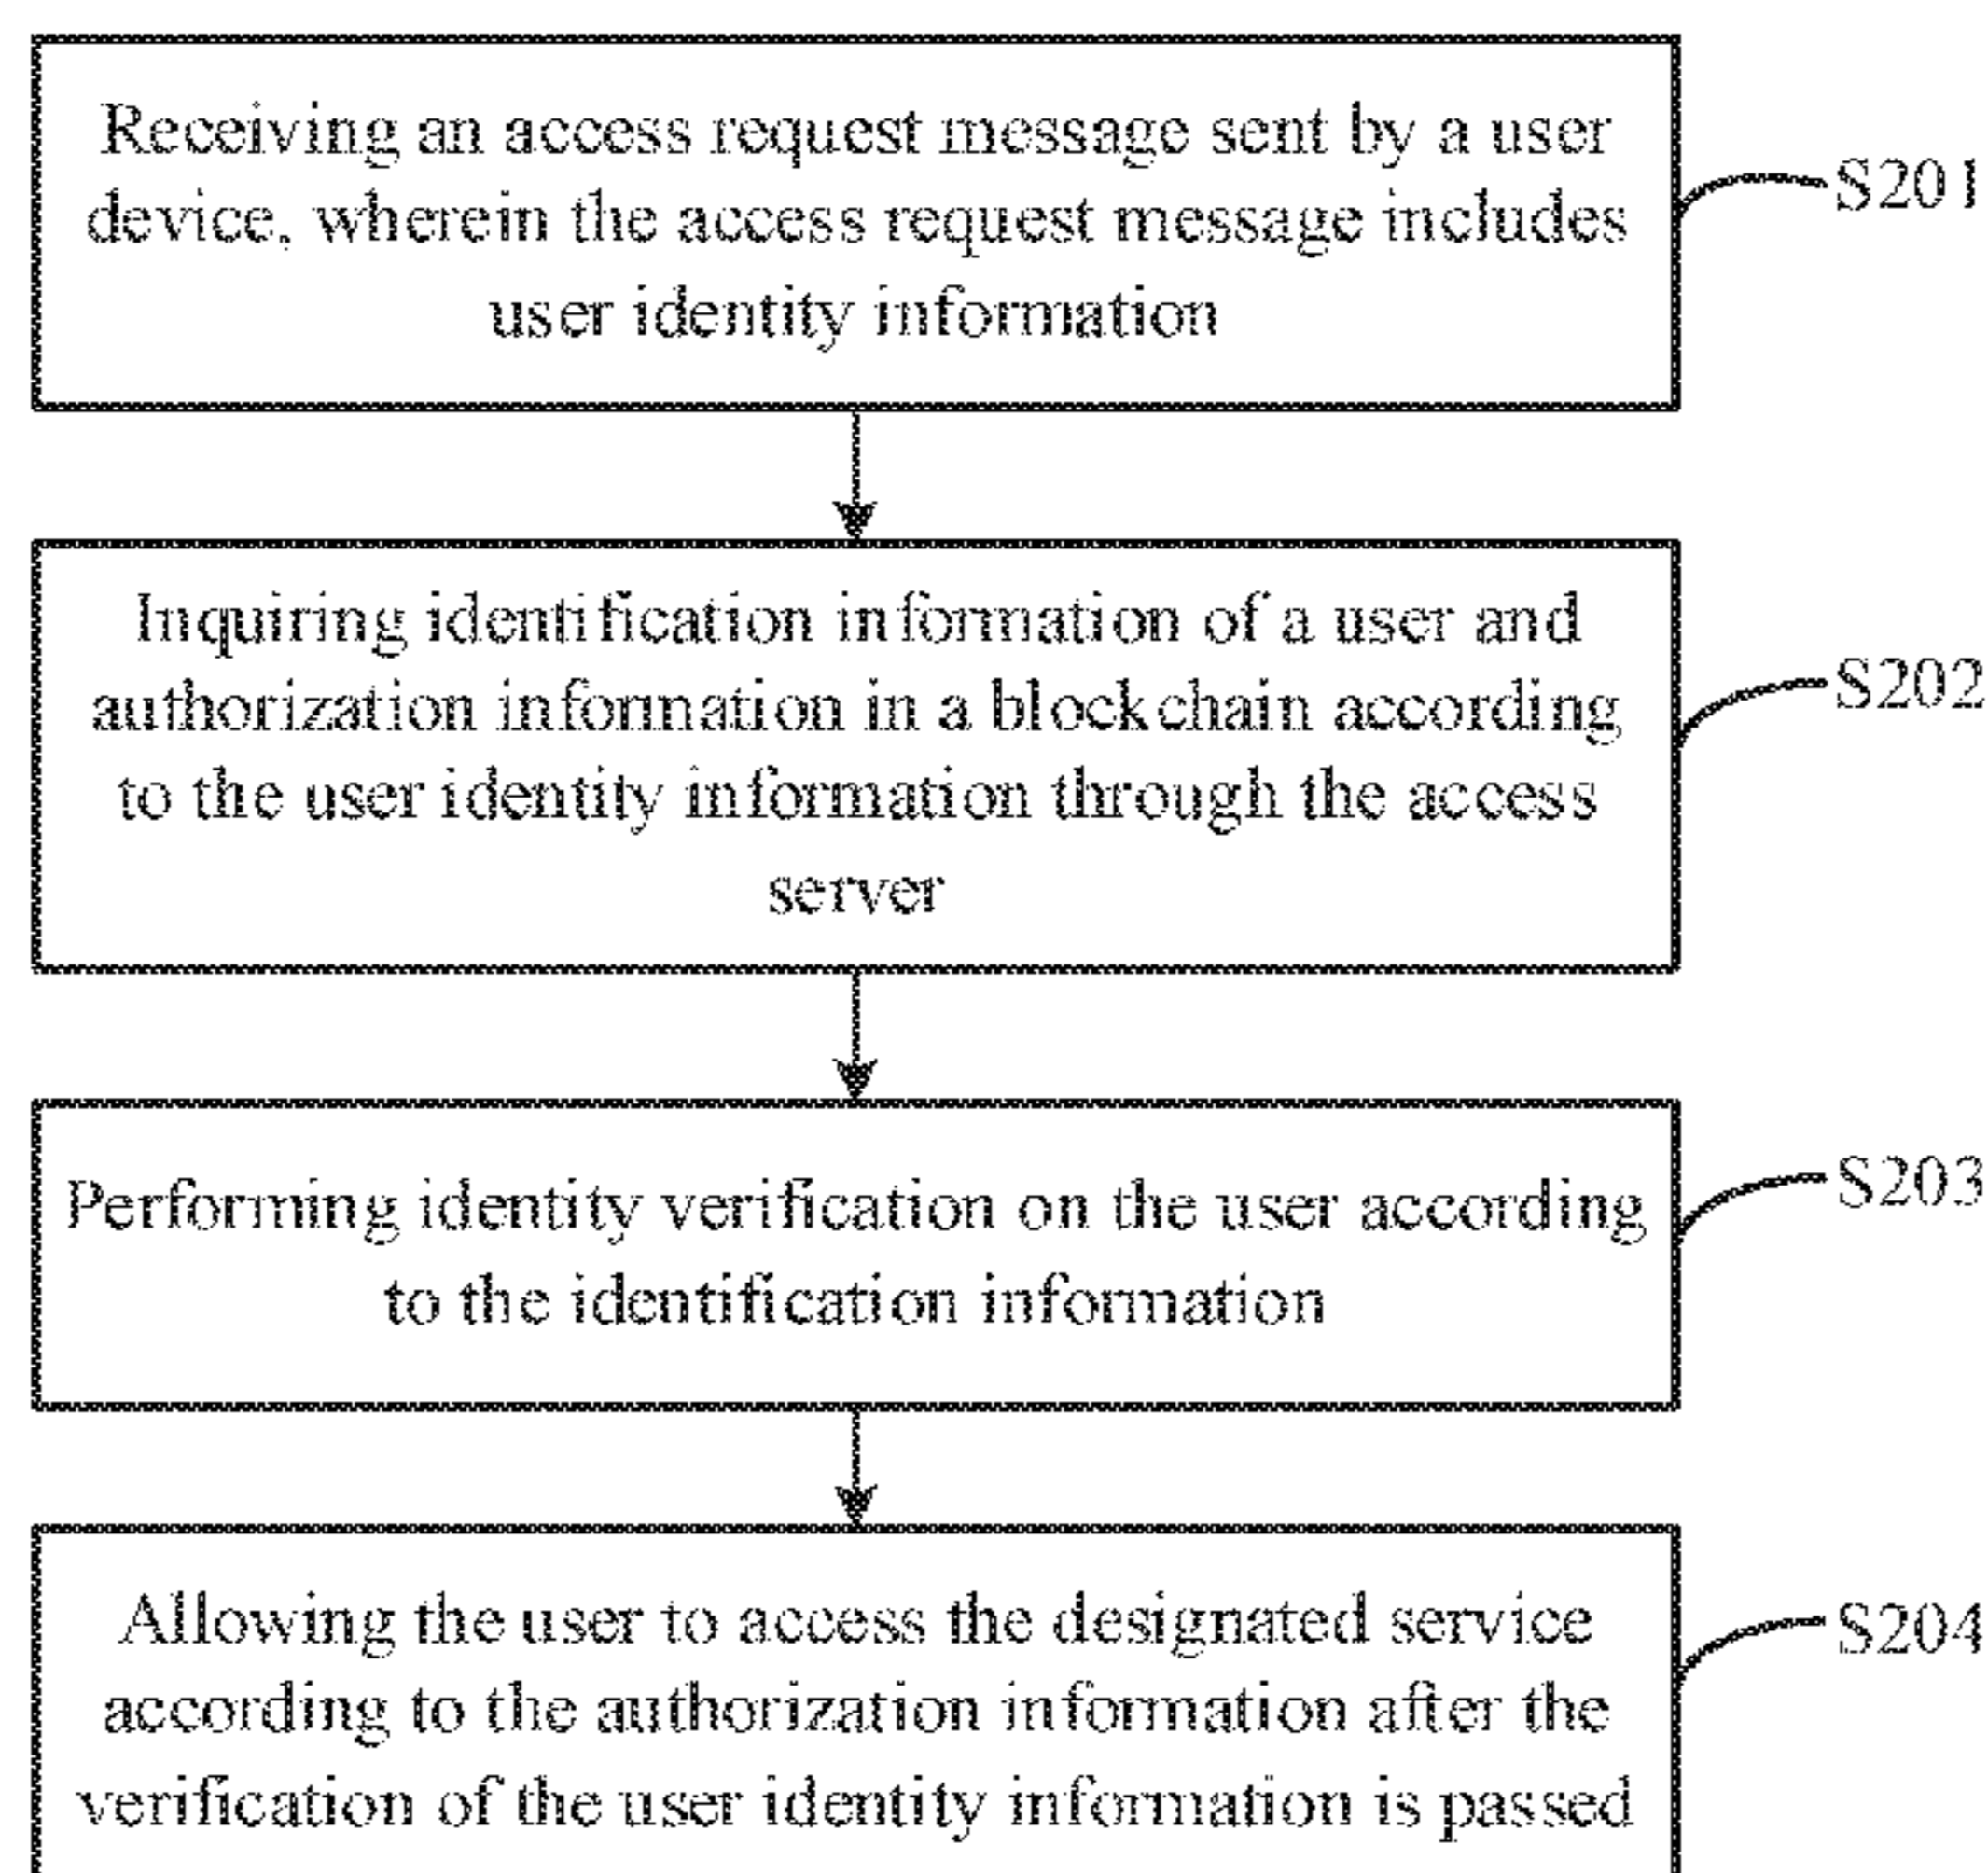 Receiving an access request message sent by a user
device, wherein the access request message includes
user identity information
S201
Inquiring identification information of a user and
authorization information in a blockchain according
to the user identity information through the access
server
S202
Performing identity verification on the user according
to the identification information
S203
Allowing the user to access the designated service
according to the authorization information after the
verification of the user identity information is passed
S204